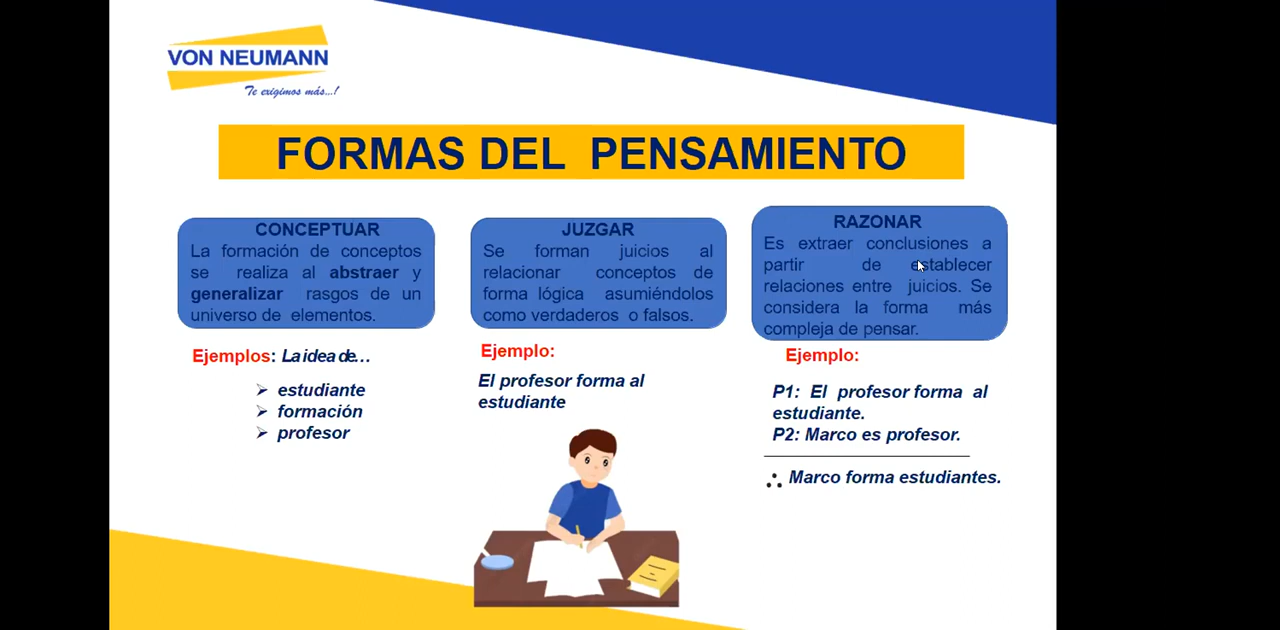 VON NEUMANN
Te exigimos más...!
FORMAS DEL PENSAMIENTO
CONCEPTUAR
La formación de conceptos
se realiza al abstraer y
generalizar rasgos de un
universo de elementos.
Ejemplos: La idea de...
➢ estudiante
➢ formación
➢ profesor
JUZGAR
Se forman juicios al
relacionar conceptos de
forma lógica asumiéndolos
como verdaderos o falsos.
Ejemplo:
El profesor forma al
estudiante
RAZONAR
Es extraer conclusiones a
partir de establecer
relaciones entre juicios. Se
considera la forma más
compleja de pensar.
Ejemplo:
P1: El profesor forma al
estudiante.
P2: Marco es profesor.
∴ Marco forma estudiantes.